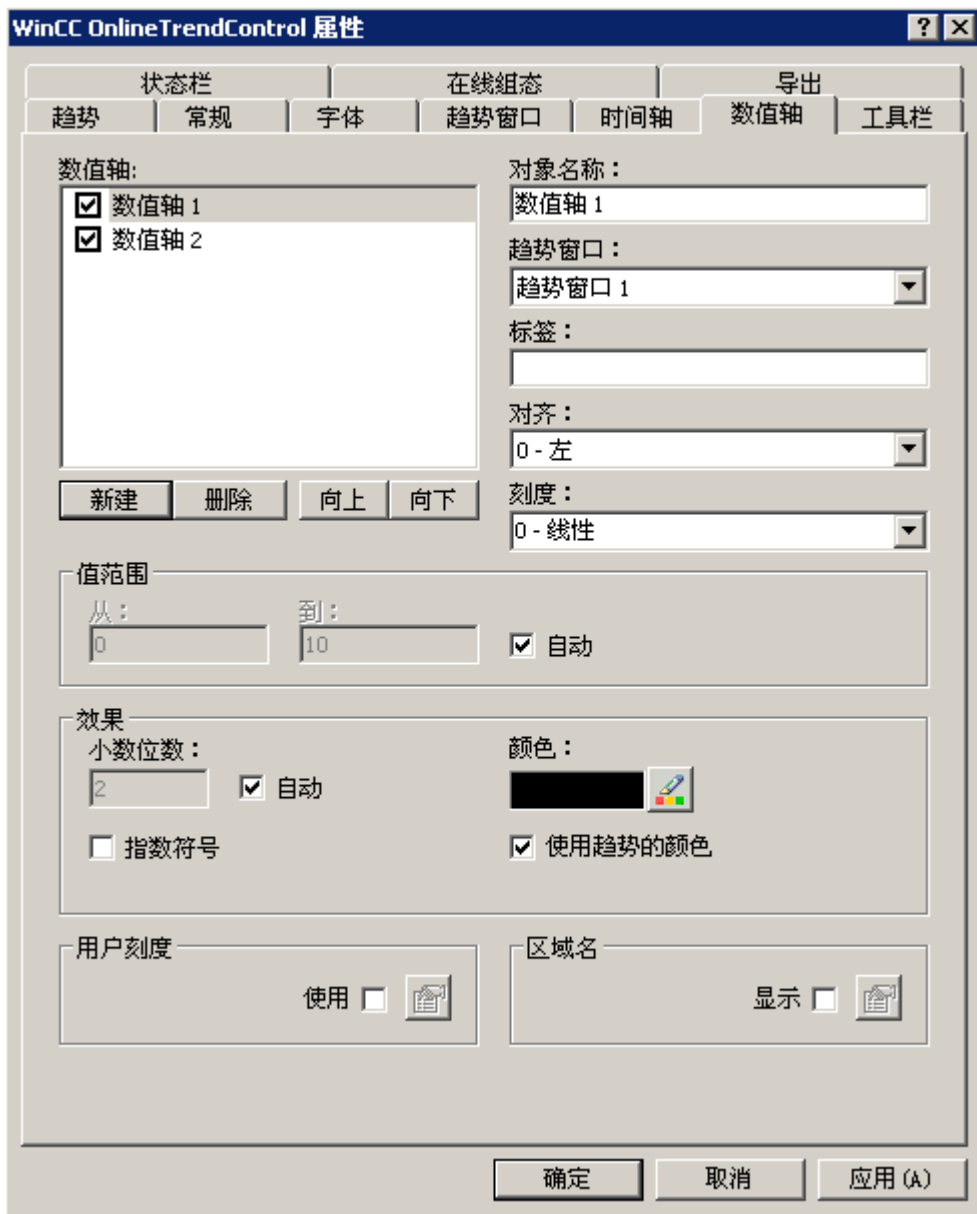 WinCC OnlineTrendControl 属性
状态栏 在线组态 导出
趋势 常规 字体 趋势窗口 时间轴 数值轴 工具栏
数值轴:
数值轴 1
数值轴 2
新建 删除 向上 向下
对象名称：
数值轴 1
趋势窗口：
趋势窗口 1
标签：
对齐：
0 - 左
刻度：
0 - 线性
值范围
从： 到：
0 10 自动
效果
小数位数：
2 自动
指数符号
颜色：
使用趋势的颜色
用户刻度
使用
区域名
显示
确定 取消 应用(A)